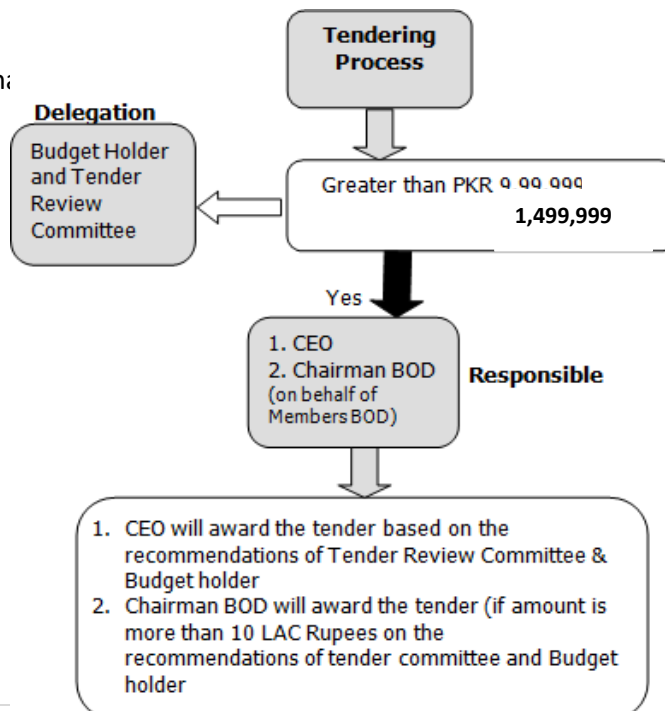 Tendering
Process
Delegation
Budget Holder
and Tender
Review
Committee
Greater than PKR 9 99 999
1,499,999
Yes
1. CEO
2. Chairman BOD
(on behalf of
Members BOD)
Responsible
1. CEO will award the tender based on the
recommendations of Tender Review Committee &
Budget holder
2. Chairman BOD will award the tender (if amount is
more than 10 LAC Rupees on the
recommendations of tender committee and Budget
holder